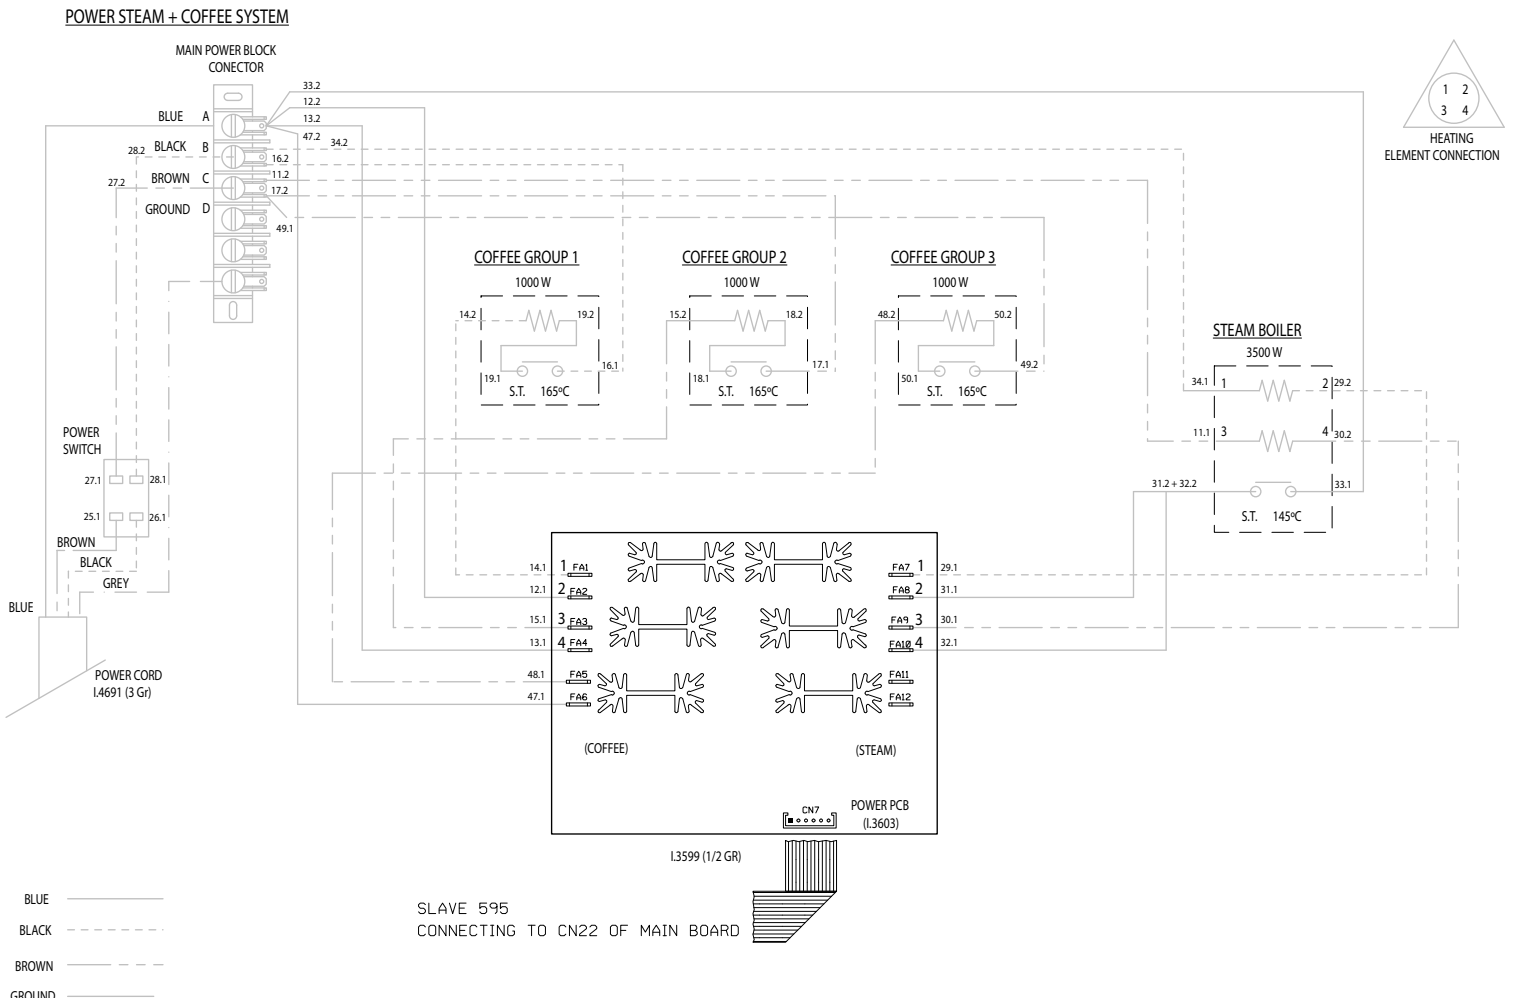 POWER STEAM + COFFEE SYSTEM
MAIN POWER BLOCK
CONECTOR
33.2
12.2
BLUE A
13.2
47.2
34.2
28.2
BLACK B
16.2
27.2
BROWN C
11.2
17.2
GROUND D
49.1
1 2
3 4
HEATING
ELEMENT CONNECTION
COFFEE GROUP 1
1000 W
14.2
19.2
16.1
19.1
S.T. 165ºC
COFFEE GROUP 2
1000 W
15.2
18.2
17.1
18.1
S.T. 165ºC
COFFEE GROUP 3
1000 W
48.2
50.2
49.2
50.1
S.T. 165ºC
STEAM BOILER
3500 W
34.1 1
2 29.2
11.1 3
4 30.2
31.2 + 32.2
33.1
S.T. 145ºC
POWER
SWITCH
27.1
28.1
25.1
26.1
BROWN
BLACK
GREY
BLUE
POWER CORD
I.4691 (3 Gr)
14.1 1 FA1
12.1 2 FA2
15.1 3 FA3
13.1 4 FA4
48.1 FA5
47.1 FA6
FA7 1 29.1
FA8 2 31.1
FA9 3 30.1
FA10 4 32.1
FA11
FA12
(COFFEE)
(STEAM)
CN7
POWER PCB
(I.3603)
I.3599 (1/2 GR)
SLAVE 595
CONNECTING TO CN22 OF MAIN BOARD
BLUE
BLACK
BROWN
GROUND